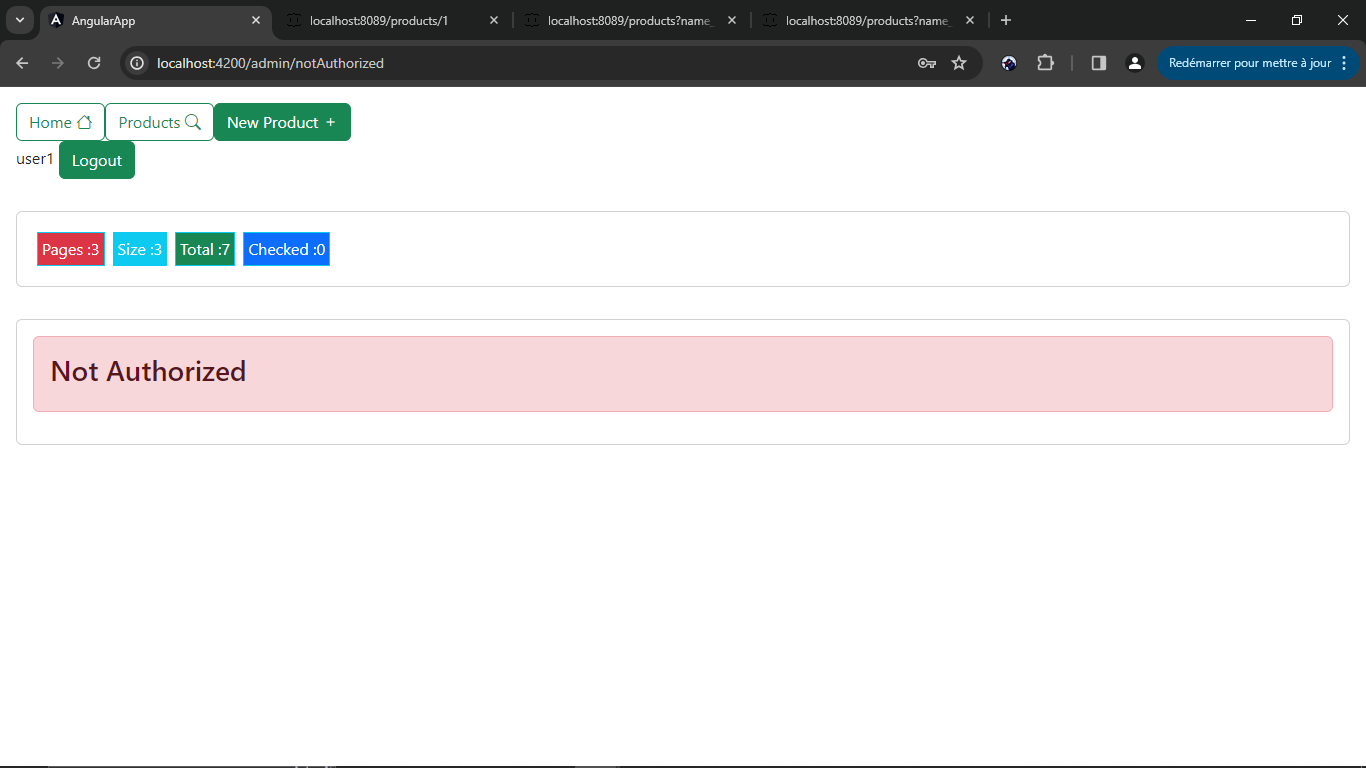 AngularApp
localhost:8089/products/1
localhost:8089/products?name_
localhost:8089/products?name_
localhost:4200/admin/notAuthorized
Redémarrer pour mettre à jour
Home Products New Product +
user1 Logout
Pages :3 Size :3 Total :7 Checked :0
Not Authorized